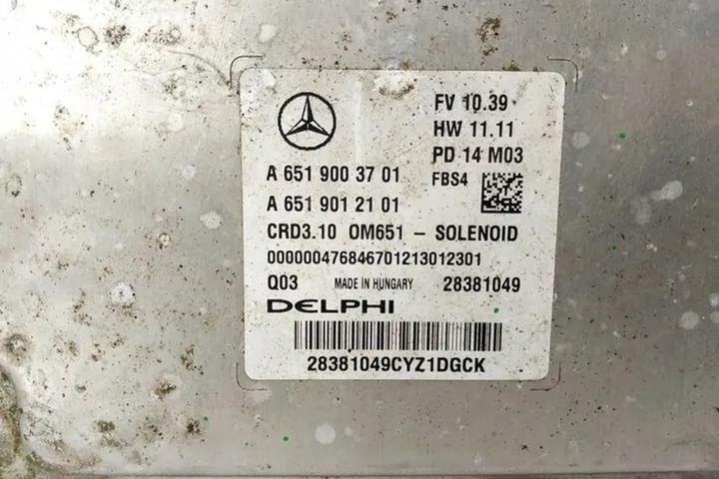 FV 10.39
HW 11.11
PD 14 M03
A 651 900 37 01
FBS4
A 651 901 21 01
CRD3.10 OM651 - SOLENOID
000000476846701213012301
Q03 MADE IN HUNGARY 28381049
DELPHI
28381049CYZ1DGCK